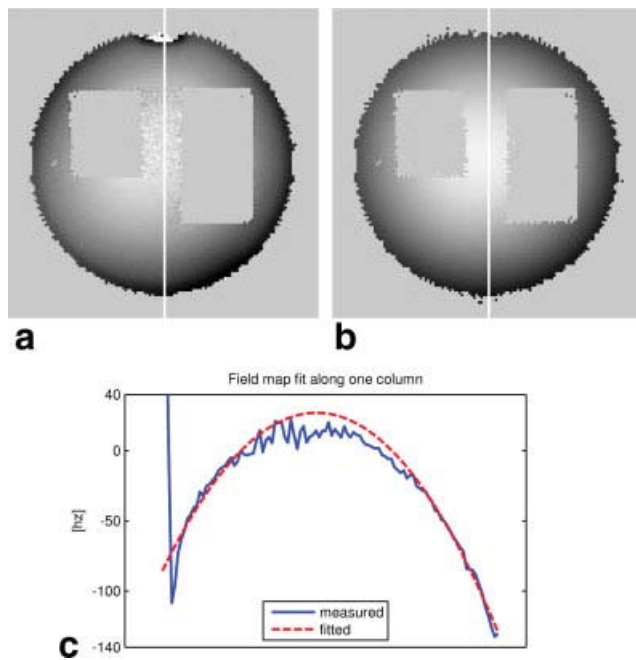 a
b
Field map fit along one column
40
0
[hz]
-50
-100
-140
measured
fitted
c